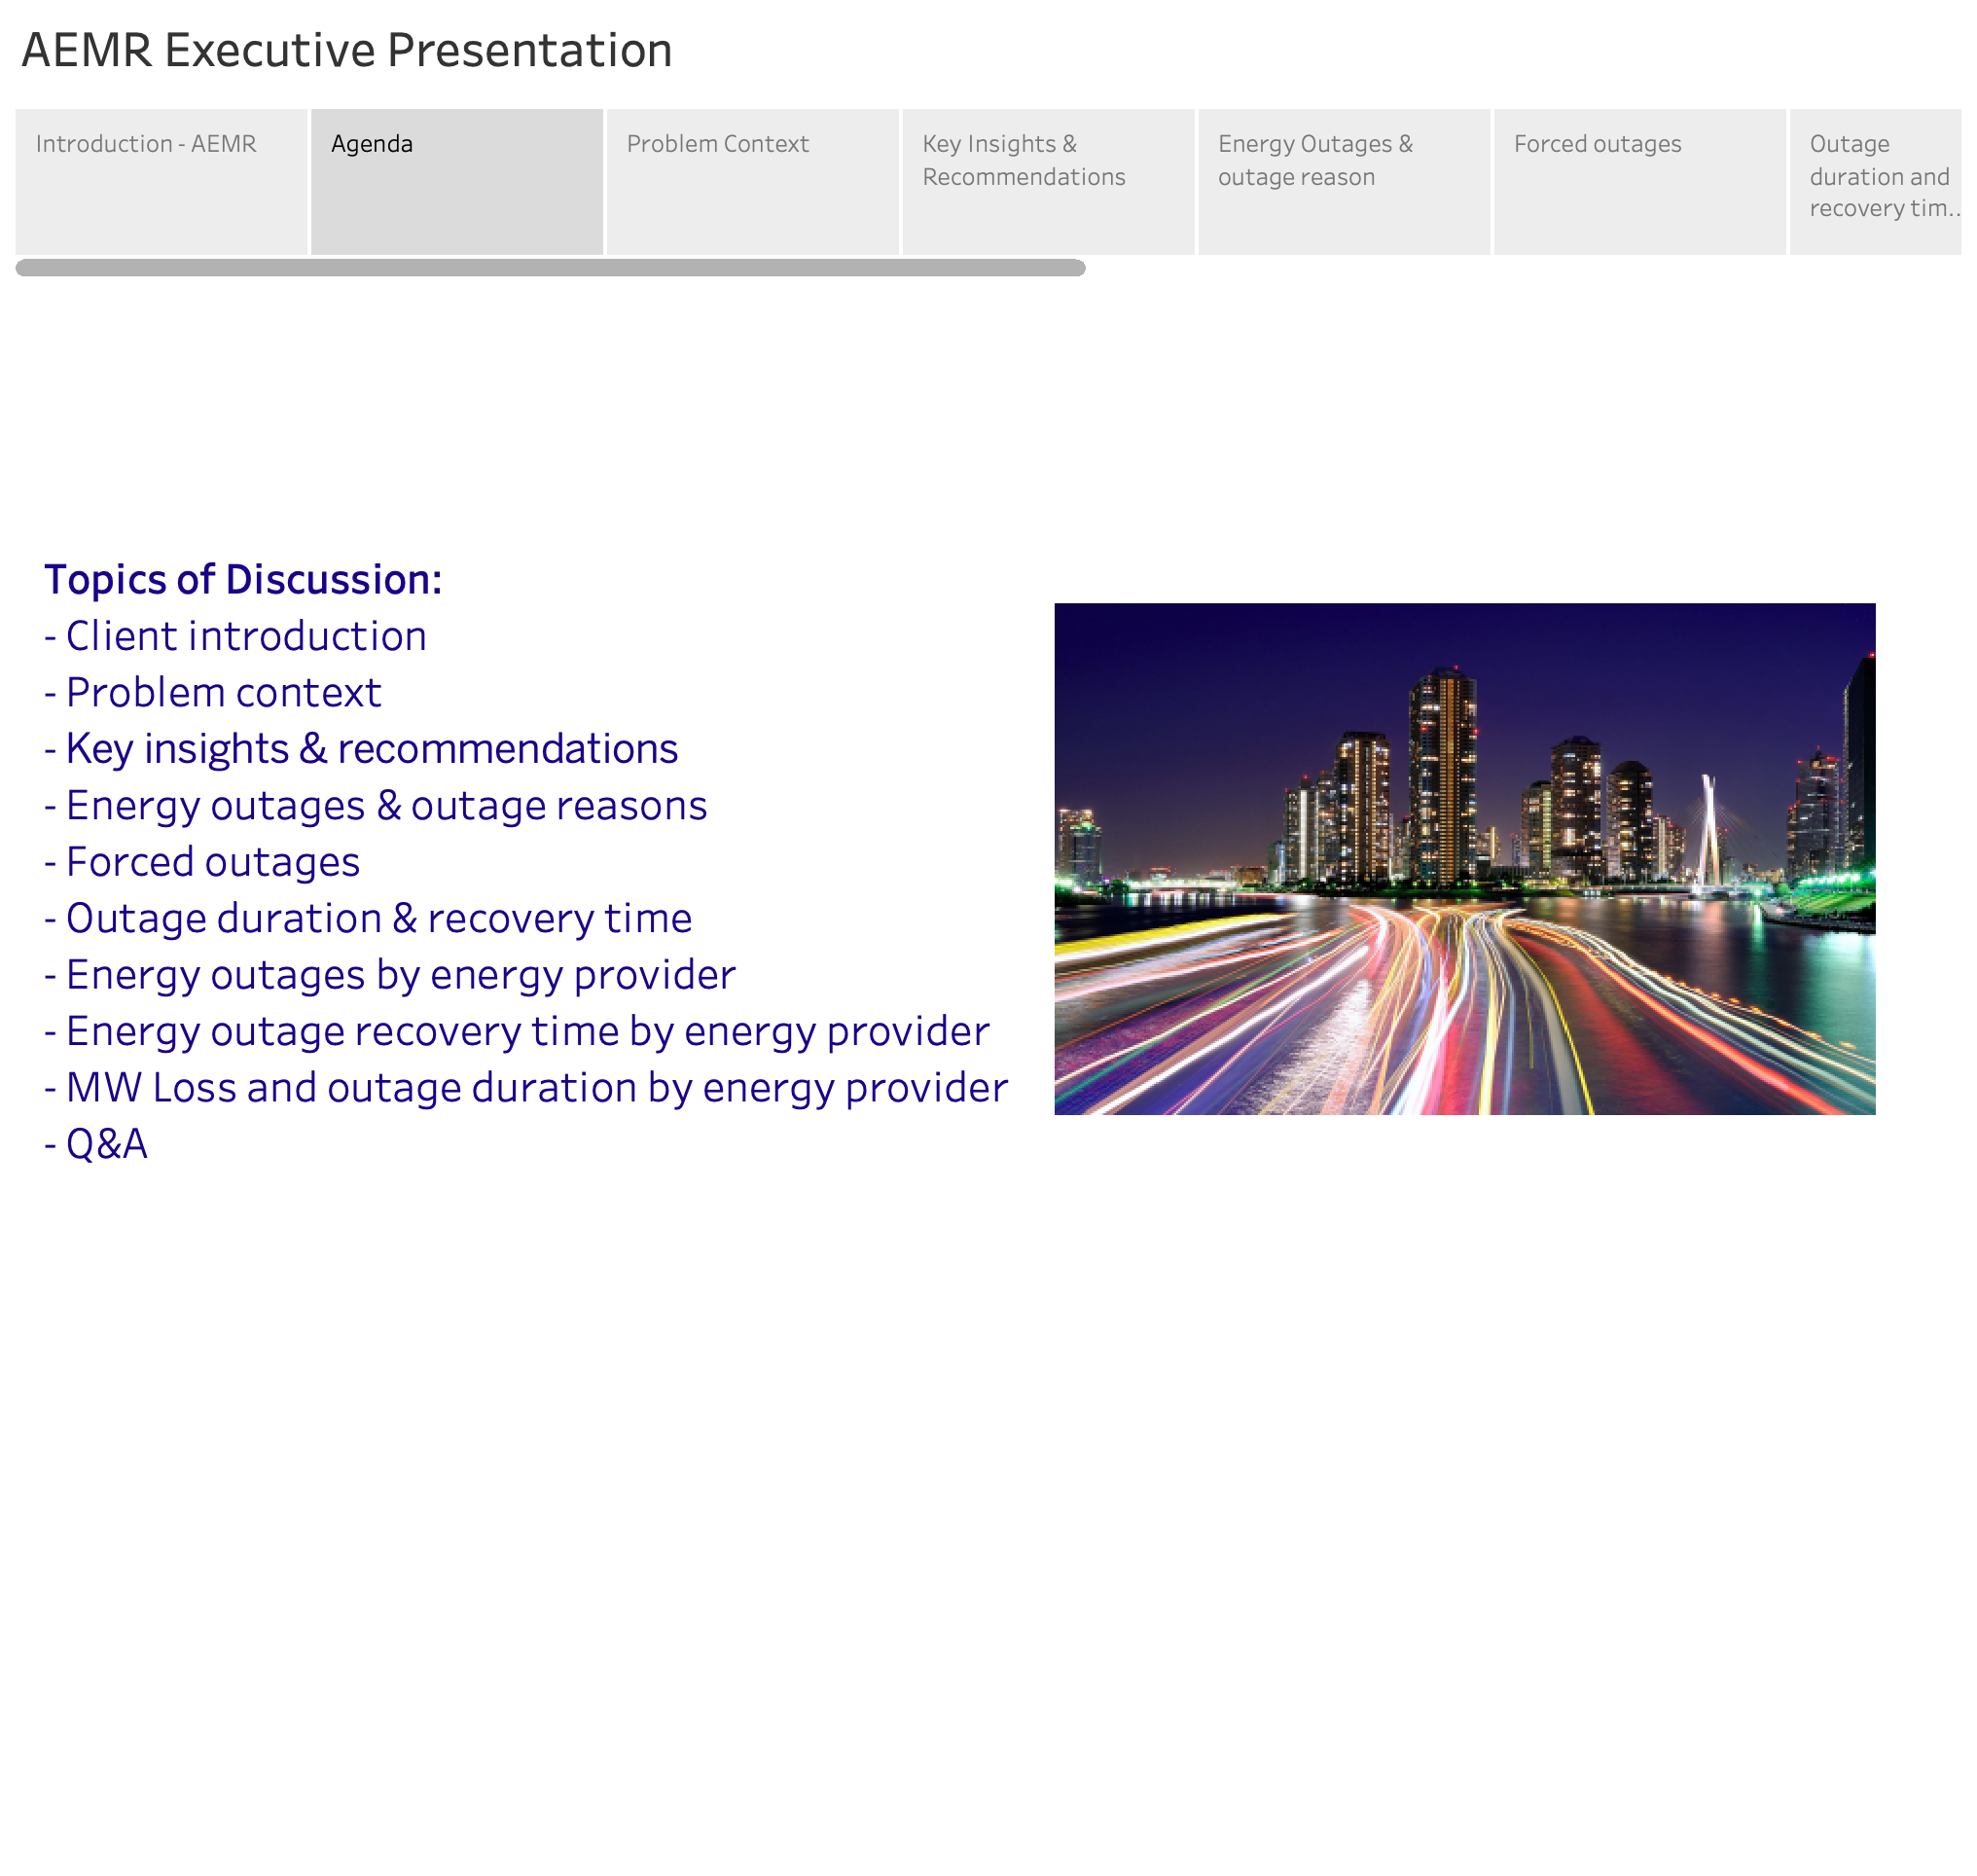 AEMR Executive Presentation
Introduction - AEMR
Agenda
Problem Context
Key Insights &
Recommendations
Energy Outages &
outage reason
Forced outages
Outage
duration and
recovery tim..
Topics of Discussion:
- Client introduction
- Problem context
- Key insights & recommendations
- Energy outages & outage reasons
- Forced outages
- Outage duration & recovery time
- Energy outages by energy provider
- Energy outage recovery time by energy provider
- MW Loss and outage duration by energy provider
- Q&A